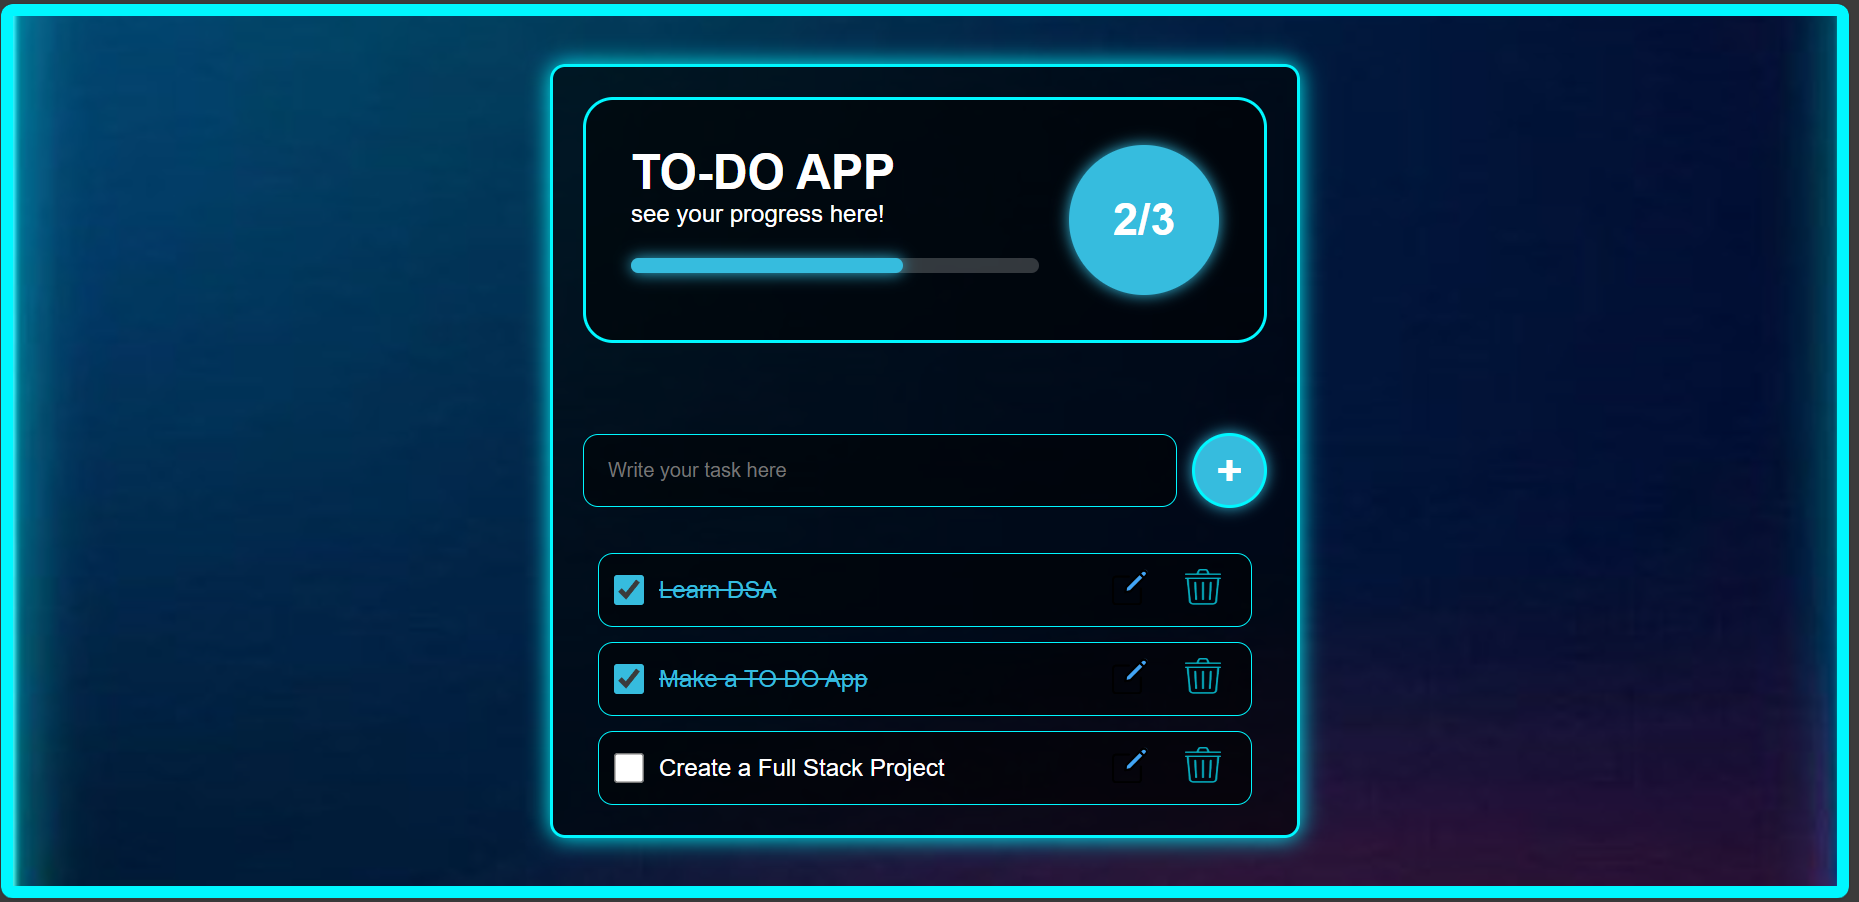 TO-DO APP
see your progress here!
2/3
Write your task here
+
Learn DSA
Make a TO DO App
Create a Full Stack Project